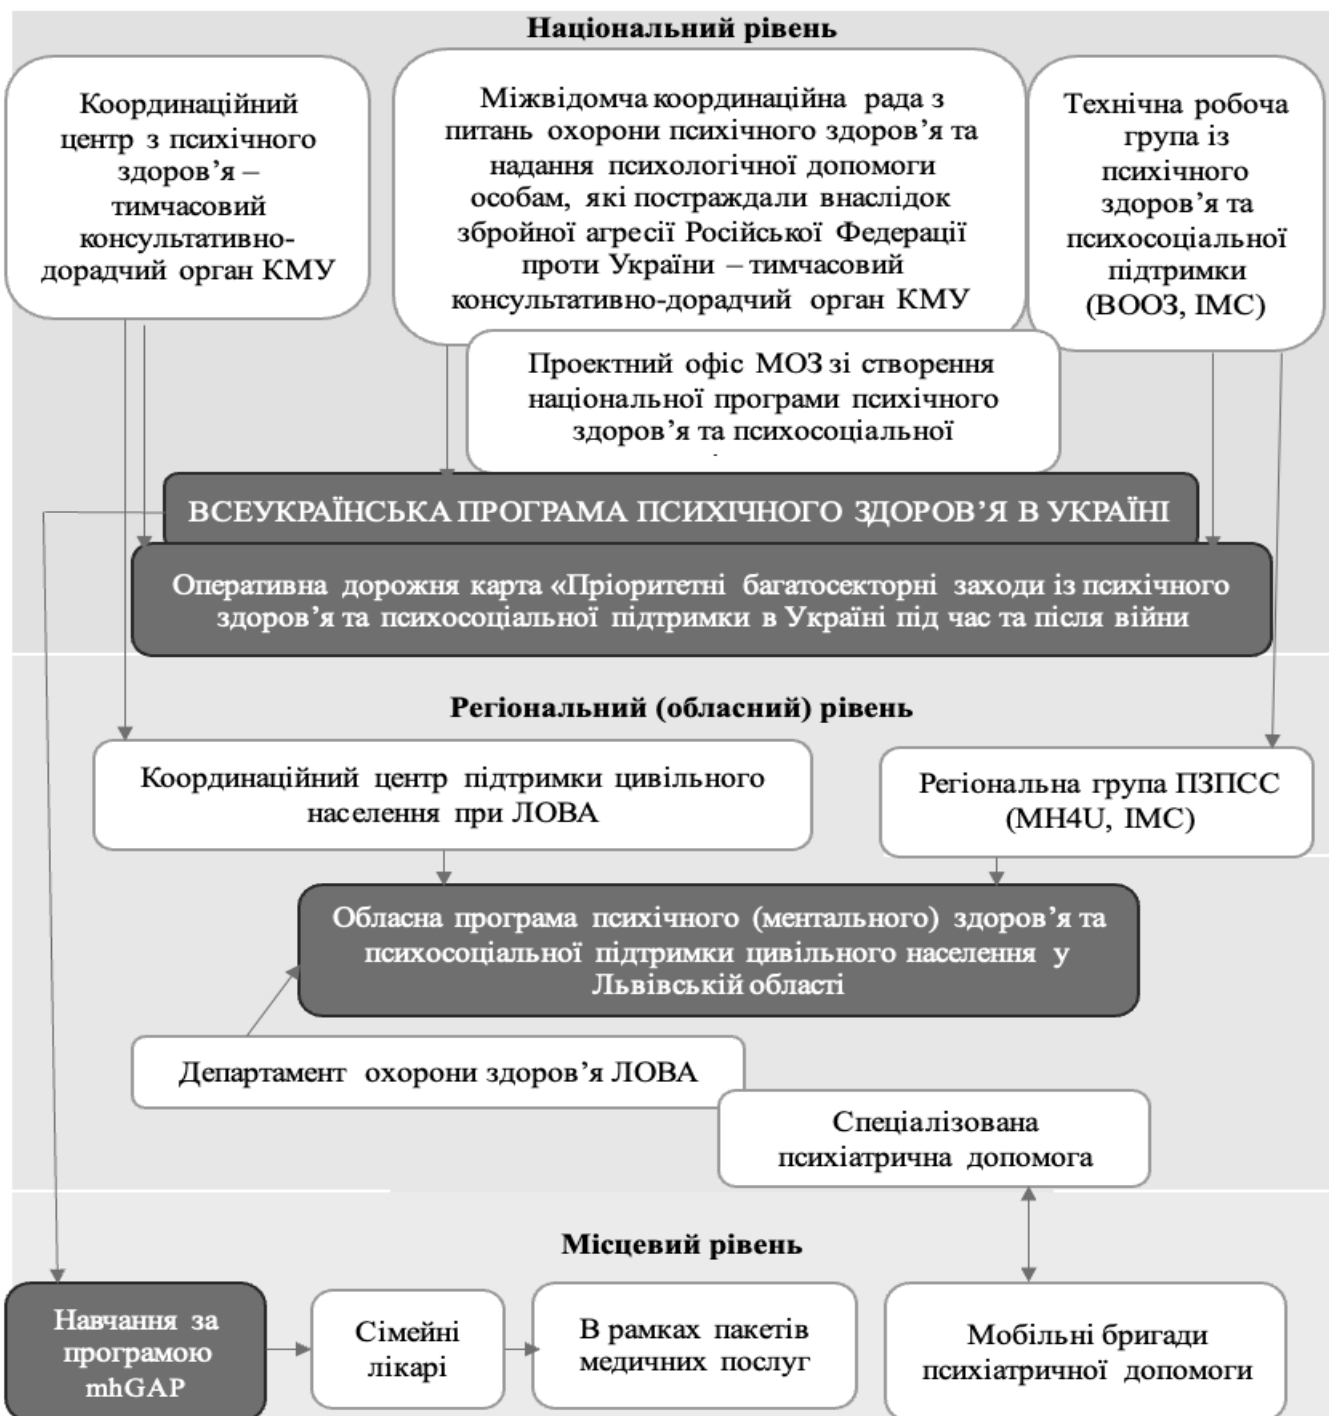 Національний рівень
Координаційний
центр з психічного
здоров’я –
тимчасовий
консультативно-
дорадчий орган КМУ
Міжвідомча координаційна рада з
питань охорони психічного здоров’я та
надання психологічної допомоги
особам, які постраждали внаслідок
збройної агресії Російської Федерації
проти України – тимчасовий
консультативно-дорадчий орган КМУ
Технічна робоча
група із
психічного
здоров’я та
психосоціальної
підтримки
(ВООЗ, ІМС)
Проектний офіс МОЗ зі створення
національної програми психічного
здоров’я та психосоціальної
ВСЕУКРАЇНСЬКА ПРОГРАМА ПСИХІЧНОГО ЗДОРОВ’Я В УКРАЇНІ
Оперативна дорожня карта «Пріоритетні багатосекторні заходи із психічного
здоров’я та психосоціальної підтримки в Україні під час та після війни
Регіональний (обласний) рівень
Координаційний центр підтримки цивільного
населення при ЛОВА
Регіональна група ПЗПСС
(MH4U, ІМС)
Обласна програма психічного (ментального) здоров’я та
психосоціальної підтримки цивільного населення у
Львівській області
Департамент охорони здоров’я ЛОВА
Спеціалізована
психіатрична допомога
Місцевий рівень
Навчання за
програмою
mhGAP
Сімейні
лікарі
В рамках пакетів
медичних послуг
Мобільні бригади
психіатричної допомоги